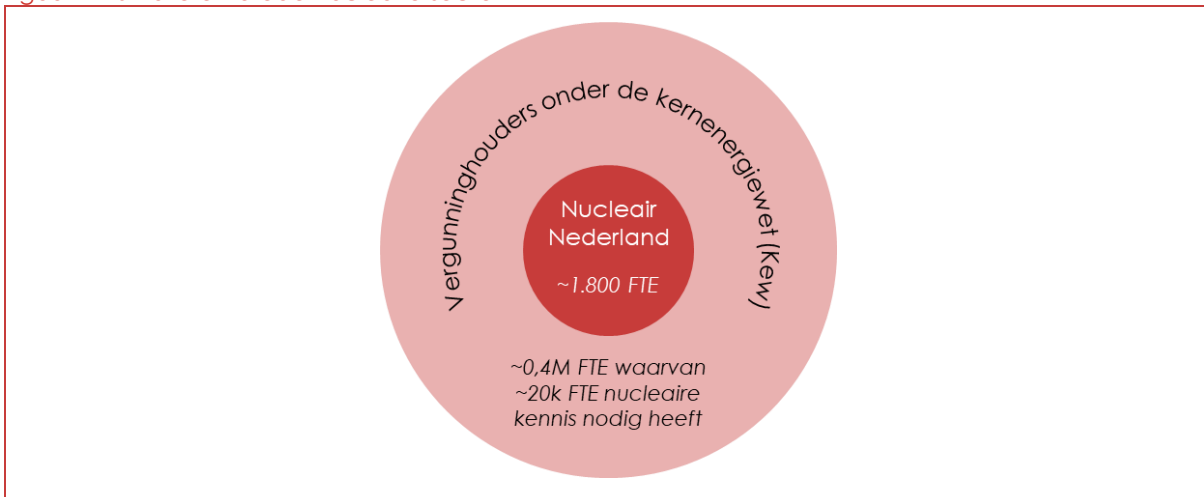 Vergunninghouders onder de kernenergiewet (Kew)
Nucleair
Nederland
~1.800 FTE
~0,4M FTE waarvan
~20k FTE nucleaire
kennis nodig heeft